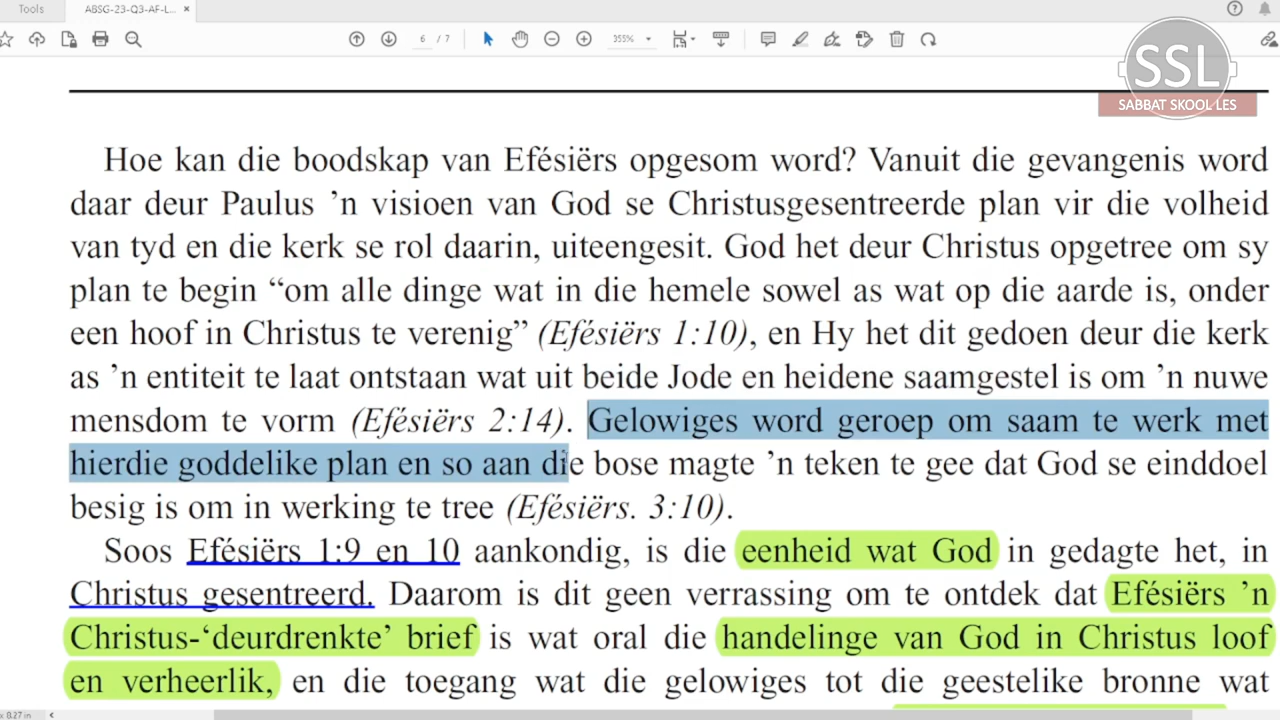 Tools
ABSG-23-Q3-AF-L... ×
6 / 7
355%
SSL
SABBAT SKOOL LES
Hoe kan die boodskap van Efésiërs opgesom word? Vanuit die gevangenis word
daar deur Paulus ’n visioen van God se Christusgesentreerde plan vir die volheid
van tyd en die kerk se rol daarin, uiteengesit. God het deur Christus opgetree om sy
plan te begin “om alle dinge wat in die hemele sowel as wat op die aarde is, onder
een hoof in Christus te verenig” (Efésiërs 1:10), en Hy het dit gedoen deur die kerk
as ’n entiteit te laat ontstaan wat uit beide Jode en heidene saamgestel is om ’n nuwe
mensdom te vorm (Efésiërs 2:14). Gelowiges word geroep om saam te werk met
hierdie goddelike plan en so aan die bose magte ’n teken te gee dat God se einddoel
besig is om in werking te tree (Efésiërs. 3:10).
Soos Efésiërs 1:9 en 10 aankondig, is die eenheid wat God in gedagte het, in
Christus gesentreerd. Daarom is dit geen verrassing om te ontdek dat Efésiërs ’n
Christus-‘deurdrenkte’ brief is wat oral die handelinge van God in Christus loof
en verheerlik, en die toegang wat die gelowiges tot die geestelike bronne wat
x 8.27 in